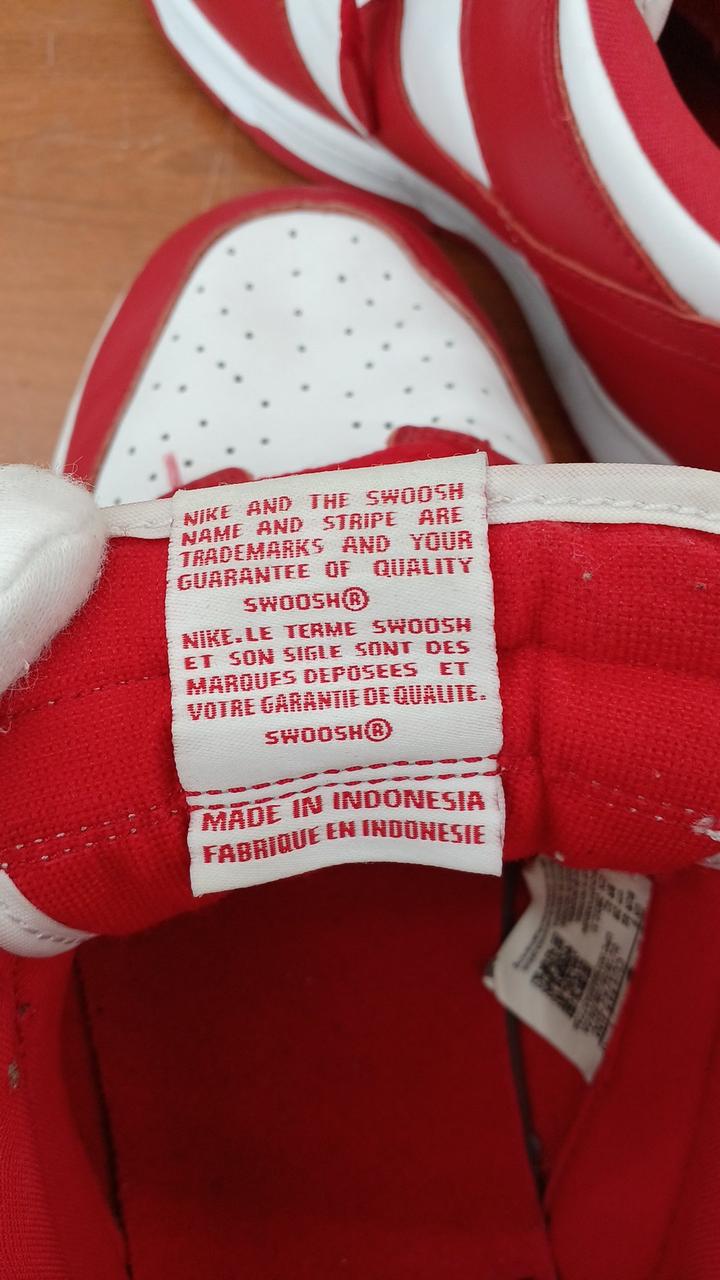 NIKE AND THE SWOOSH
NAME AND STRIPE ARE
TRADEMARKS AND YOUR
GUARANTEE OF QUALITY
SWOOSH®
NIKE.LE TERME SWOOSH
ET SON SIGLE SONT DES
MARQUES DEPOSEES ET
VOTRE GARANTIE DE QUALITE.
SWOOSH®
MADE IN INDONESIA
FABRIQUE EN INDONESIE